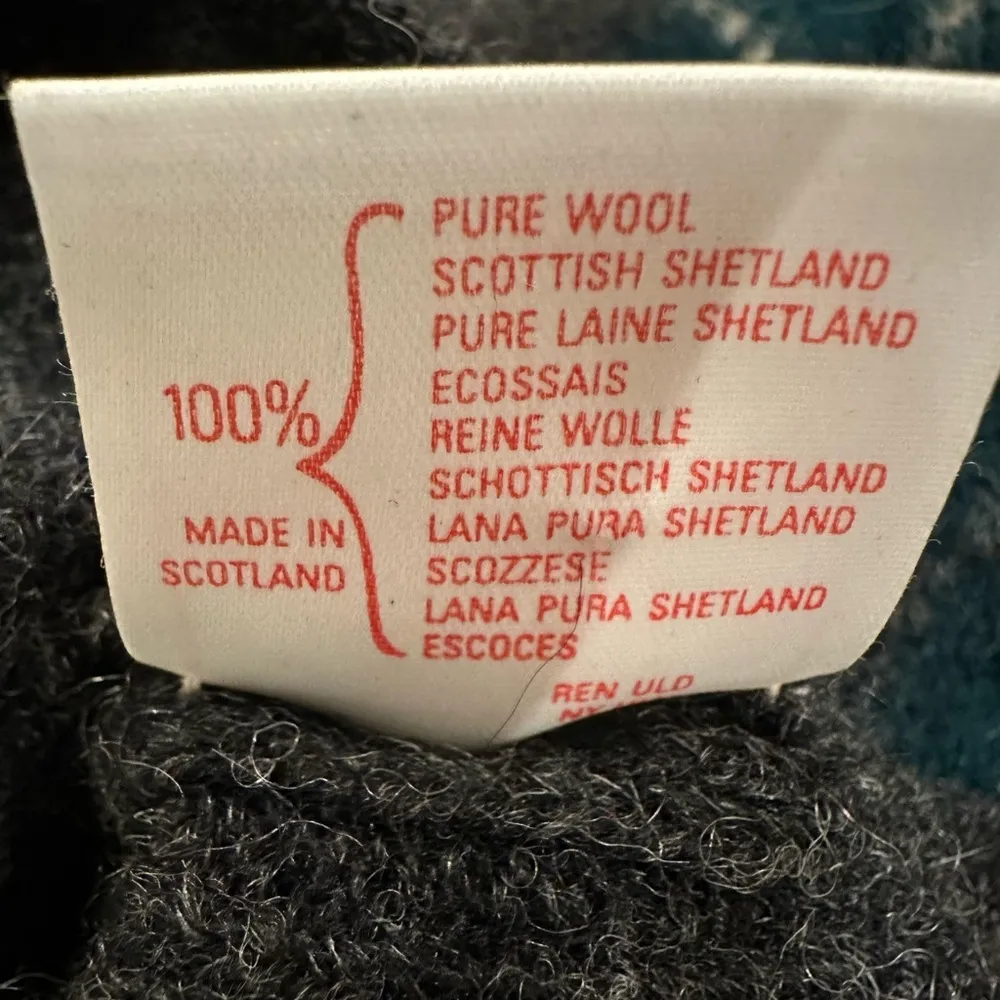 PURE WOOL
SCOTTISH SHETLAND
PURE LAINE SHETLAND
ECOSSAIS
REINE WOLLE
SCHOTTISCH SHETLAND
LANA PURA SHETLAND
SCOZZESE
LANA PURA SHETLAND
ESCOCES
100%
MADE IN
SCOTLAND
REN ULD